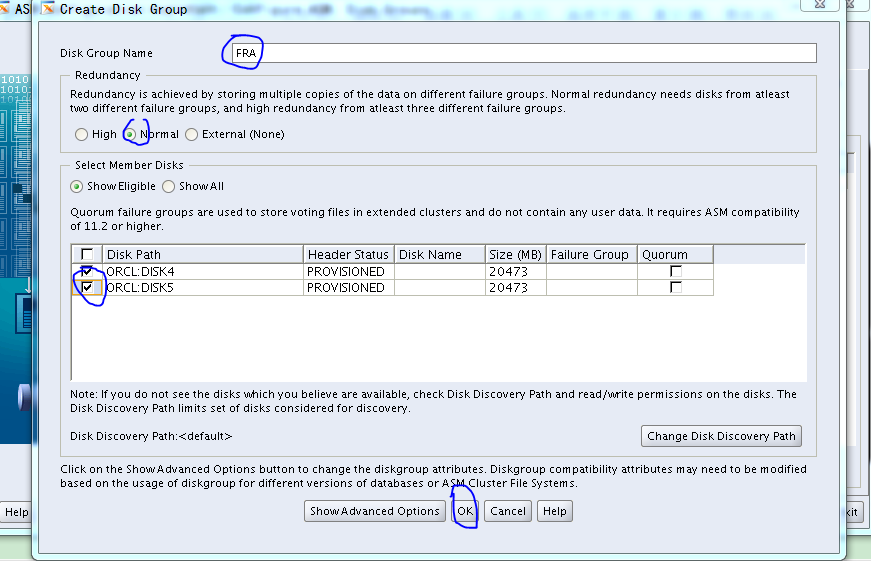 AS
Create Disk Group
Disk Group Name
FRA
Redundancy
Redundancy is achieved by storing multiple copies of the data on different failure groups. Normal redundancy needs disks from atleast
two different failure groups, and high redundancy from atleast three different failure groups.
High Normal External (None)
Select Member Disks
Show Eligible Show All
Quorum failure groups are used to store voting files in extended clusters and do not contain any user data. It requires ASM compatibility
of 11.2 or higher.
Disk Path Header Status Disk Name Size (MB) Failure Group Quorum
ORCL:DISK4 PROVISIONED 20473
ORCL:DISK5 PROVISIONED 20473
Note: If you do not see the disks which you believe are available, check Disk Discovery Path and read/write permissions on the disks. The
Disk Discovery Path limits set of disks considered for discovery.
Disk Discovery Path:<default>
Change Disk Discovery Path
Click on the Show Advanced Options button to change the diskgroup attributes. Diskgroup compatibility attributes may need to be modified
based on the usage of diskgroup for different versions of databases or ASM Cluster File Systems.
Help Show Advanced Options OK Cancel Help xit